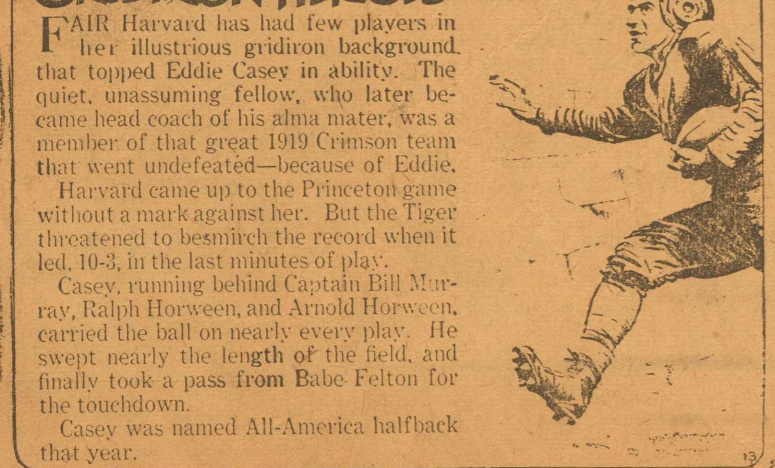 FAIR Harvard has had few players in
her illustrious gridiron background
that topped Eddie Casey in ability. The
quiet, unassuming fellow, who later be-
came head coach of his alma mater, was a
member of that great 1919 Crimson team
that went undefeated—because of Eddie.
Harvard came up to the Princeton game
without a mark against her. But the Tiger
threatened to besmirch the record when it
led, 10-3, in the last minutes of play.
Casey, running behind Captain Bill Mur-
ray, Ralph Horween, and Arnold Horween,
carried the ball on nearly every play. He
swept nearly the length of the field, and
finally took a pass from Babe Felton for
the touchdown.
Casey was named All-America halfback
that year.
13